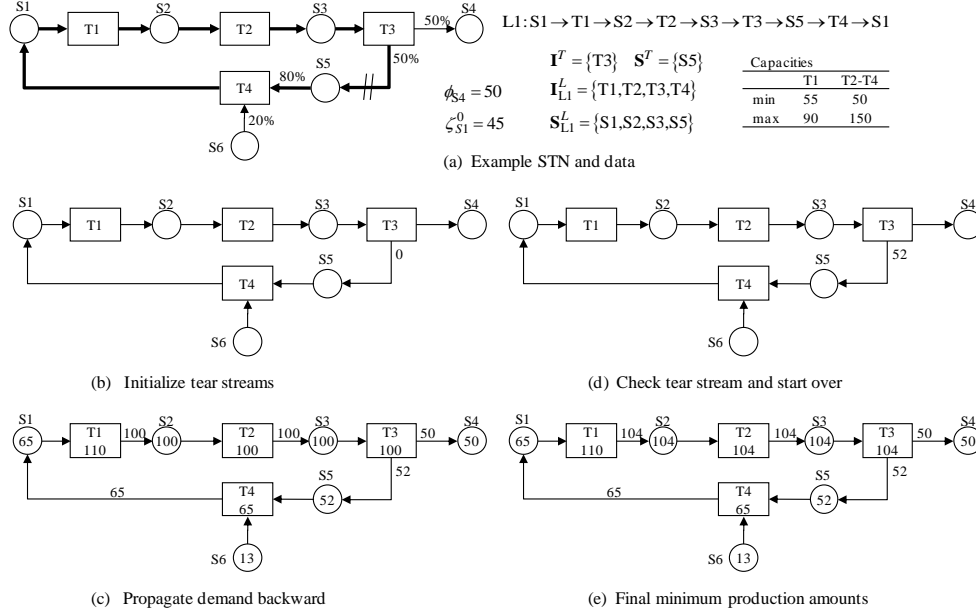 S1
S2
S3
S4
T1
T2
T3
50%
50%
S5
80%
T4
20%
S6
L1:S1→T1→S2→T2→S3→T3→S5→T4→S1
I^T = {T3} S^T = {S5}
ϕ_S4 = 50
I^L_L1 = {T1,T2,T3,T4}
ζ^0_S1 = 45
S^L_L1 = {S1,S2,S3,S5}
Capacities
T1 T2-T4
min 55 50
max 90 150
(a) Example STN and data
S1
S2
S3
S4
T1
T2
T3
0
S5
T4
S6
(b) Initialize tear streams
S1
S2
S3
S4
T1
T2
T3
52
S5
T4
S6
(d) Check tear stream and start over
S1
S2
S3
S4
65
T1
110
100
100
T2
100
100
100
T3
100
50
50
52
S5
52
65
T4
65
S6
13
(c) Propagate demand backward
S1
S2
S3
S4
65
T1
110
104
104
T2
104
104
104
T3
104
50
50
52
S5
52
65
T4
65
S6
13
(e) Final minimum production amounts